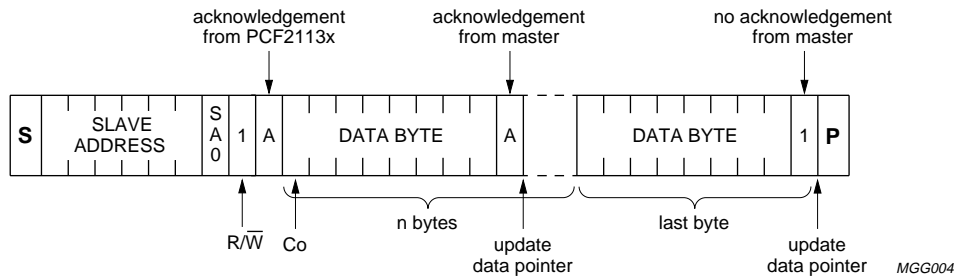 acknowledgement
from PCF2113x
acknowledgement
from master
no acknowledgement
from master
S
SLAVE
ADDRESS
S
A
0
1
A
DATA BYTE
A
DATA BYTE
1
P
R/W̅
Co
n bytes
update
data pointer
last byte
update
data pointer
MGG004